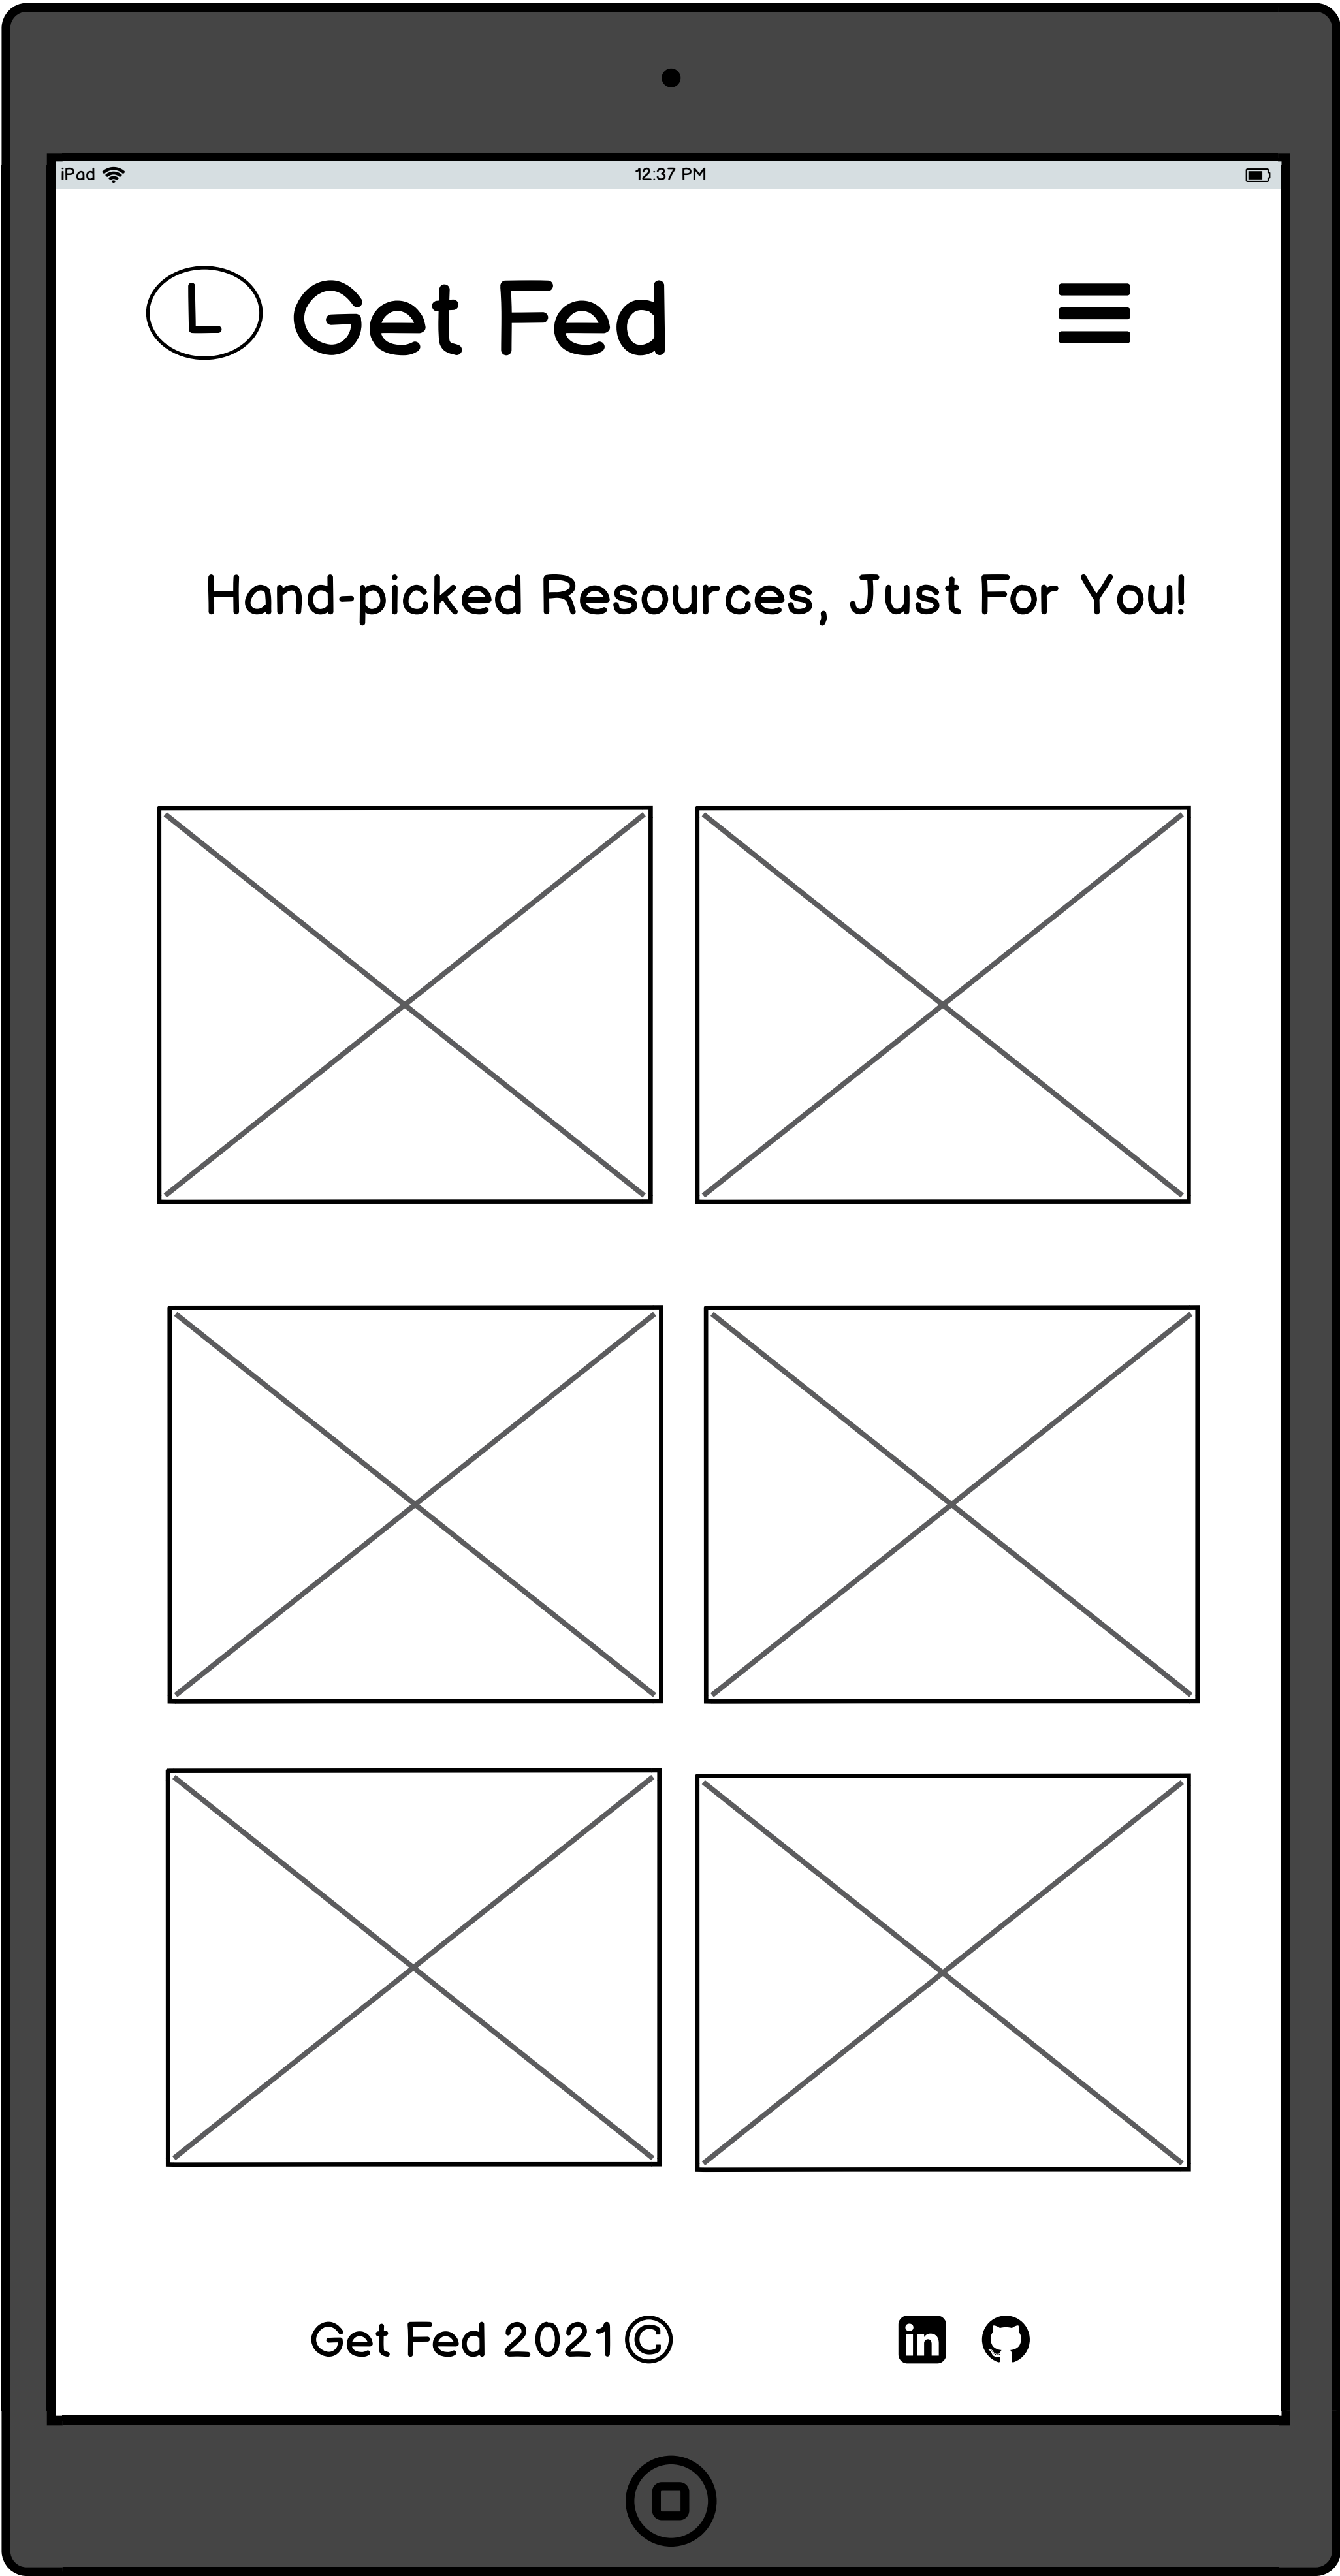 iPad 12:37 PM
L Get Fed
Hand-picked Resources, Just For You!
Get Fed 2021 ©
in